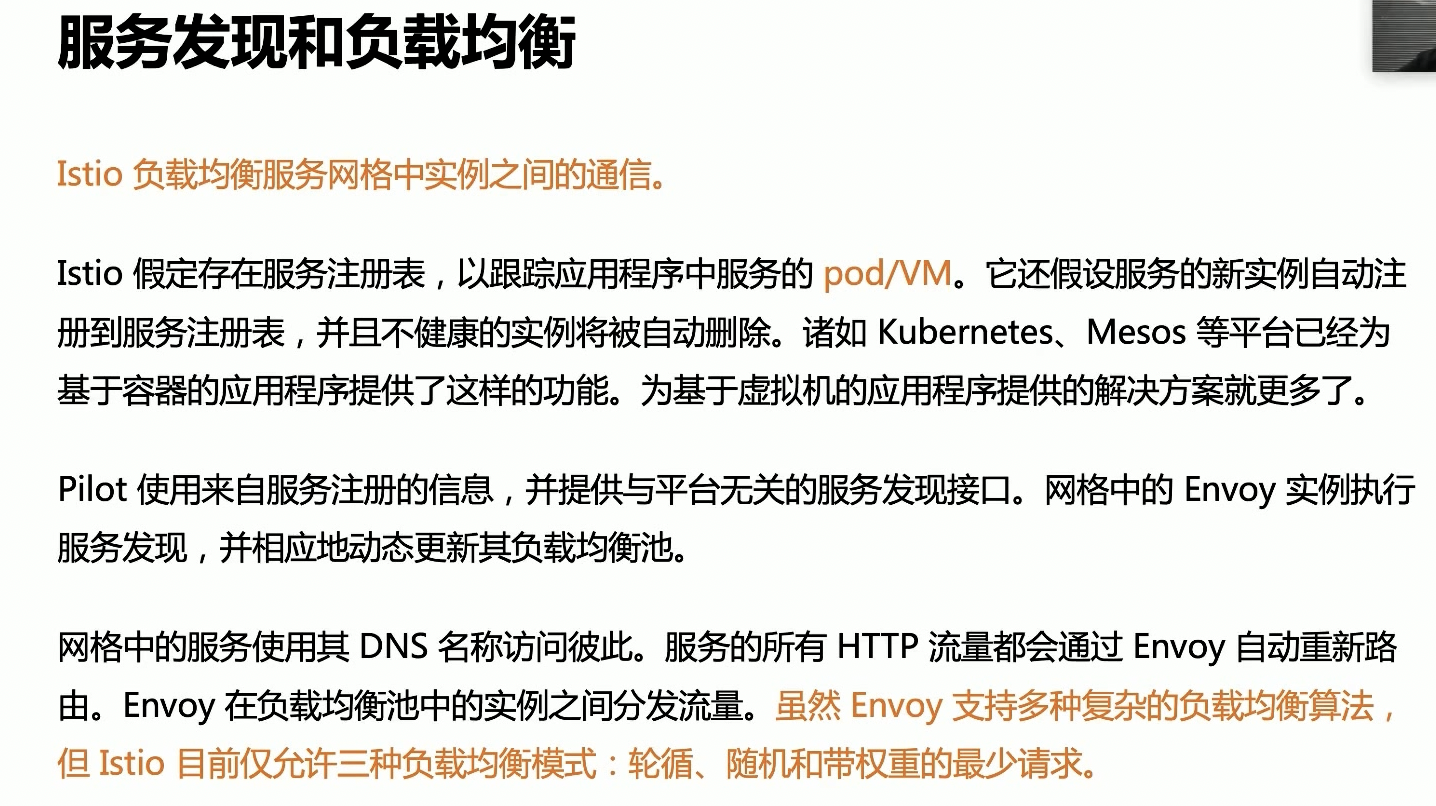 服务发现和负载均衡
Istio 负载均衡服务网格中实例之间的通信。
Istio 假定存在服务注册表，以跟踪应用程序中服务的 pod/VM。它还假设服务的新实例自动注
册到服务注册表，并且不健康的实例将被自动删除。诸如 Kubernetes、Mesos 等平台已经为
基于容器的应用程序提供了这样的功能。为基于虚拟机的应用程序提供的解决方案就更多了。
Pilot 使用来自服务注册的信息，并提供与平台无关的服务发现接口。网格中的 Envoy 实例执行
服务发现，并相应地动态更新其负载均衡池。
网格中的服务使用其 DNS 名称访问彼此。服务的所有 HTTP 流量都会通过 Envoy 自动重新路
由。Envoy 在负载均衡池中的实例之间分发流量。虽然 Envoy 支持多种复杂的负载均衡算法，
但 Istio 目前仅允许三种负载均衡模式：轮循、随机和带权重的最少请求。